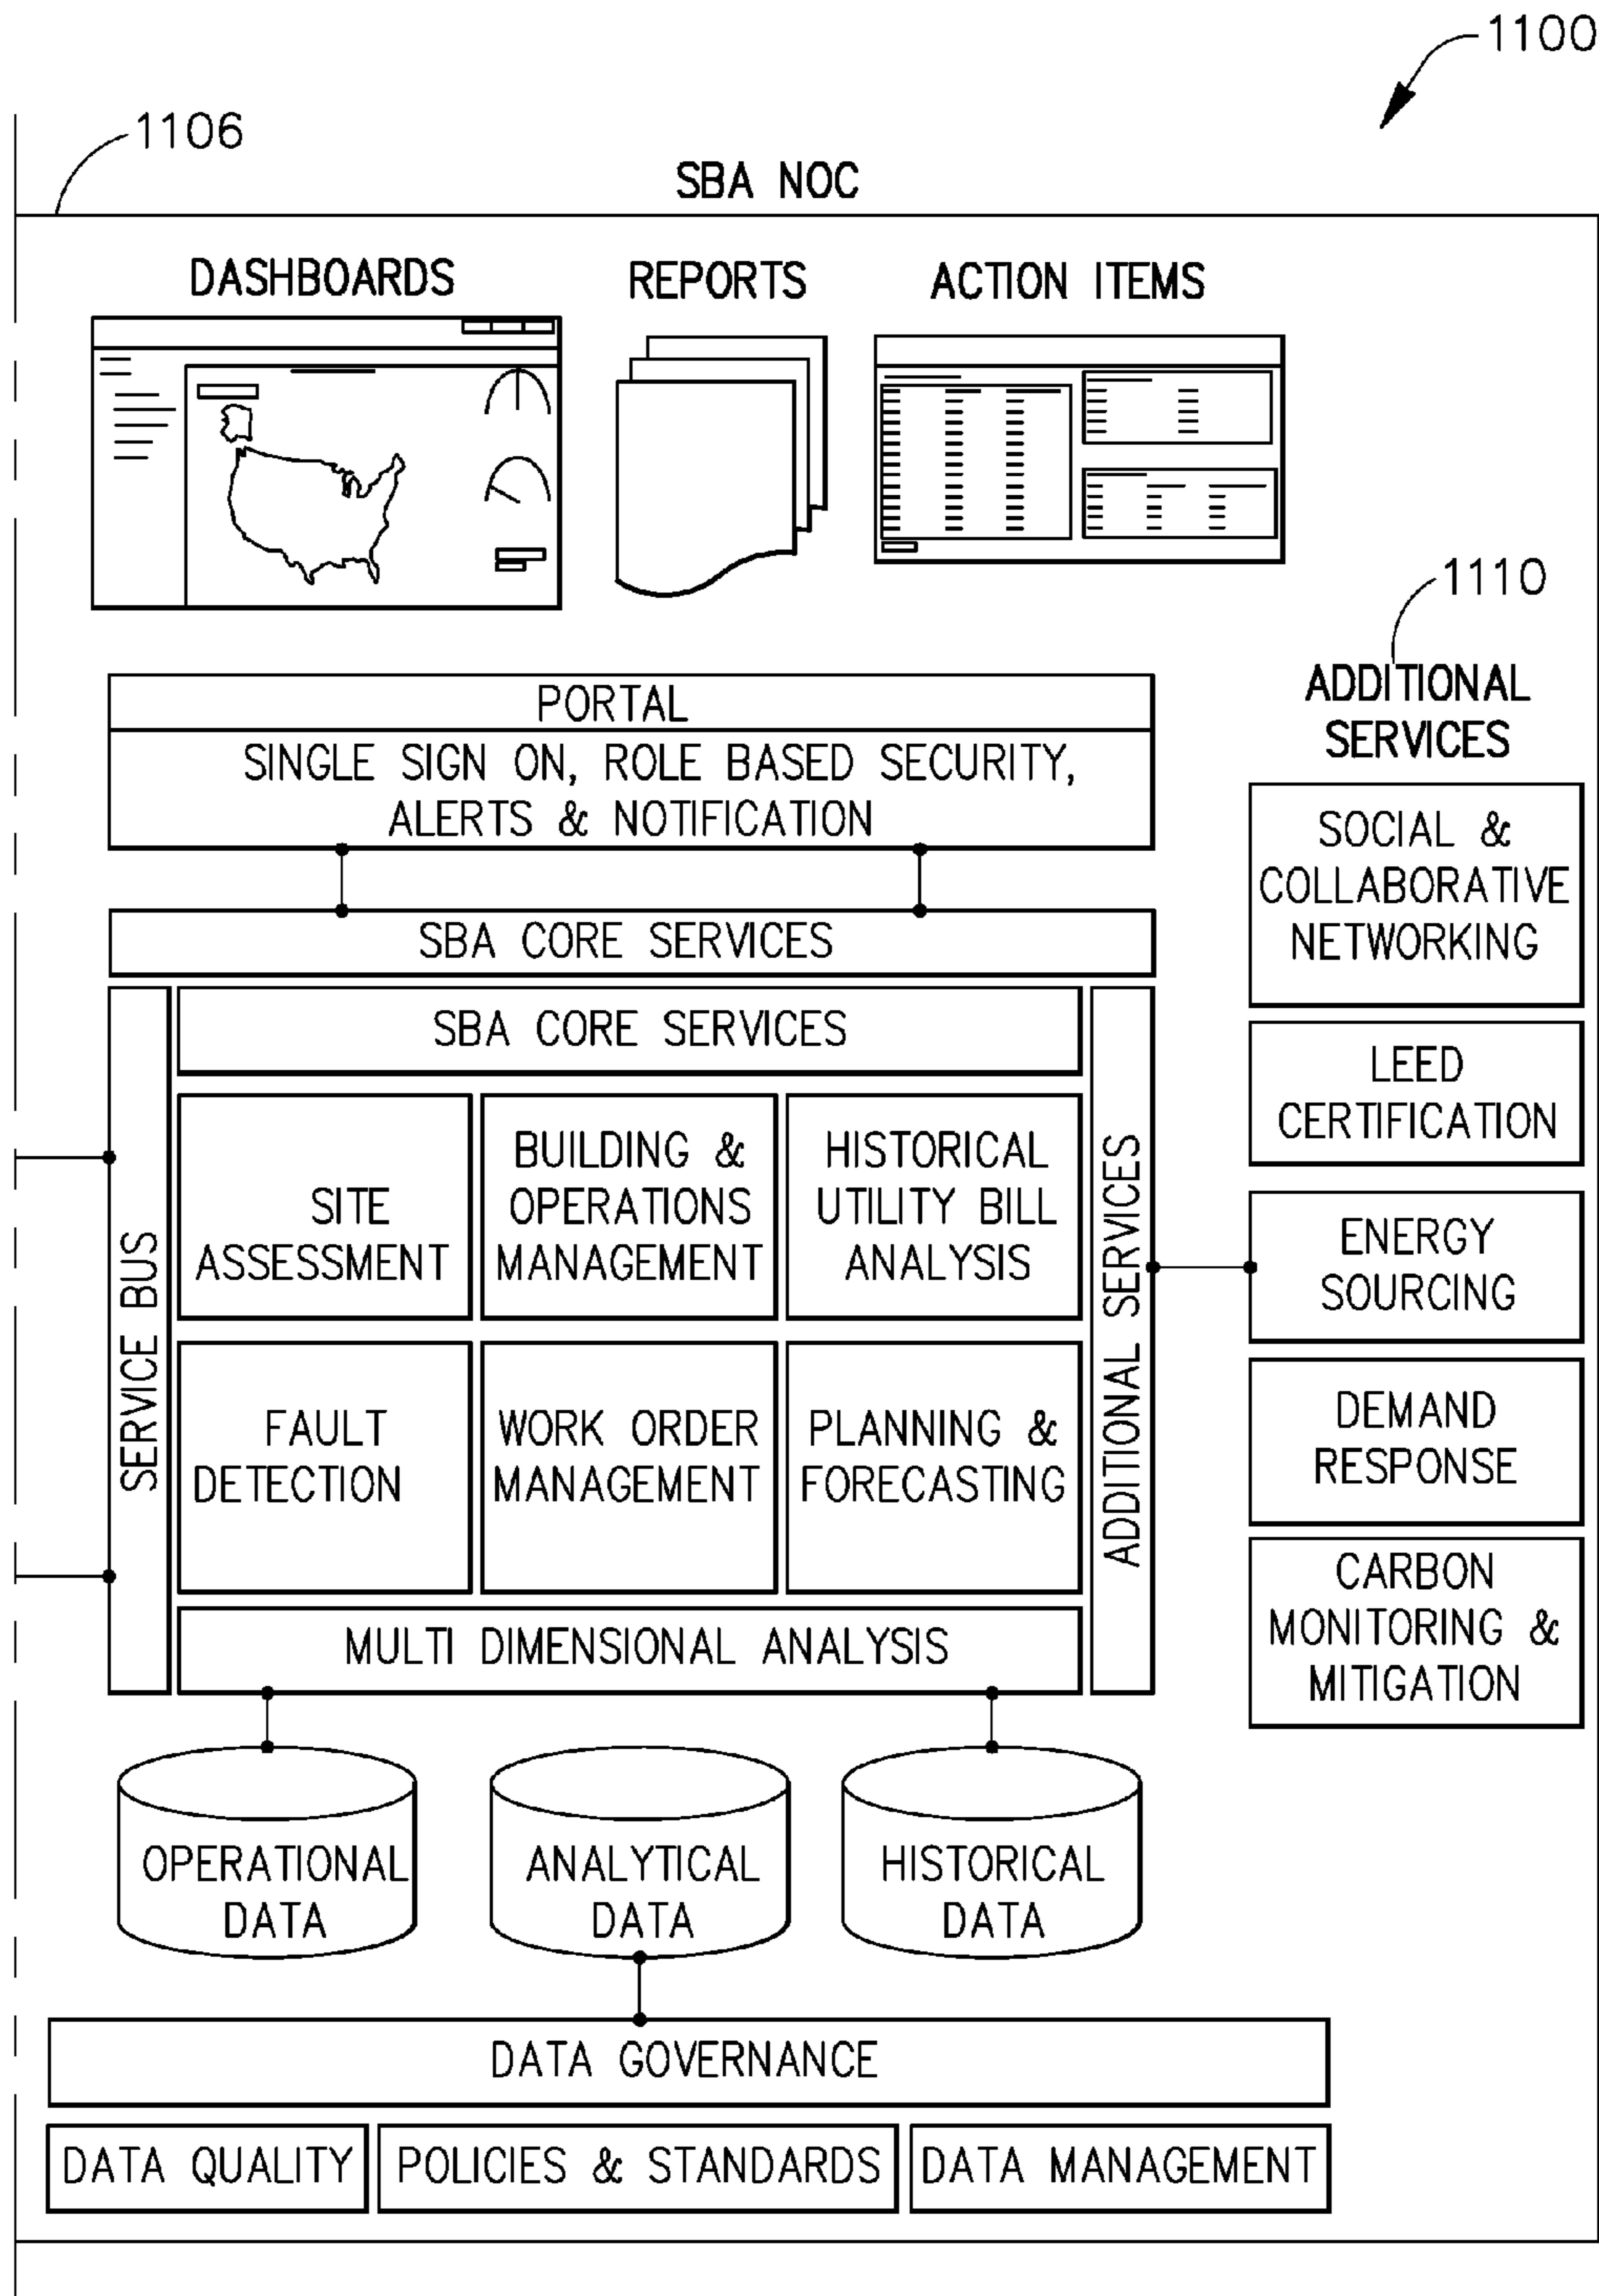 1100
1106
SBA NOC
DASHBOARDS
REPORTS
ACTION ITEMS
1110
ADDITIONAL
SERVICES
PORTAL
SINGLE SIGN ON, ROLE BASED SECURITY,
ALERTS & NOTIFICATION
SBA CORE SERVICES
SERVICE BUS
SBA CORE SERVICES
SITE
ASSESSMENT
BUILDING &
OPERATIONS
MANAGEMENT
HISTORICAL
UTILITY BILL
ANALYSIS
FAULT
DETECTION
WORK ORDER
MANAGEMENT
PLANNING &
FORECASTING
MULTI DIMENSIONAL ANALYSIS
ADDITIONAL SERVICES
SOCIAL &
COLLABORATIVE
NETWORKING
LEED
CERTIFICATION
ENERGY
SOURCING
DEMAND
RESPONSE
CARBON
MONITORING &
MITIGATION
OPERATIONAL
DATA
ANALYTICAL
DATA
HISTORICAL
DATA
DATA GOVERNANCE
DATA QUALITY
POLICIES & STANDARDS
DATA MANAGEMENT